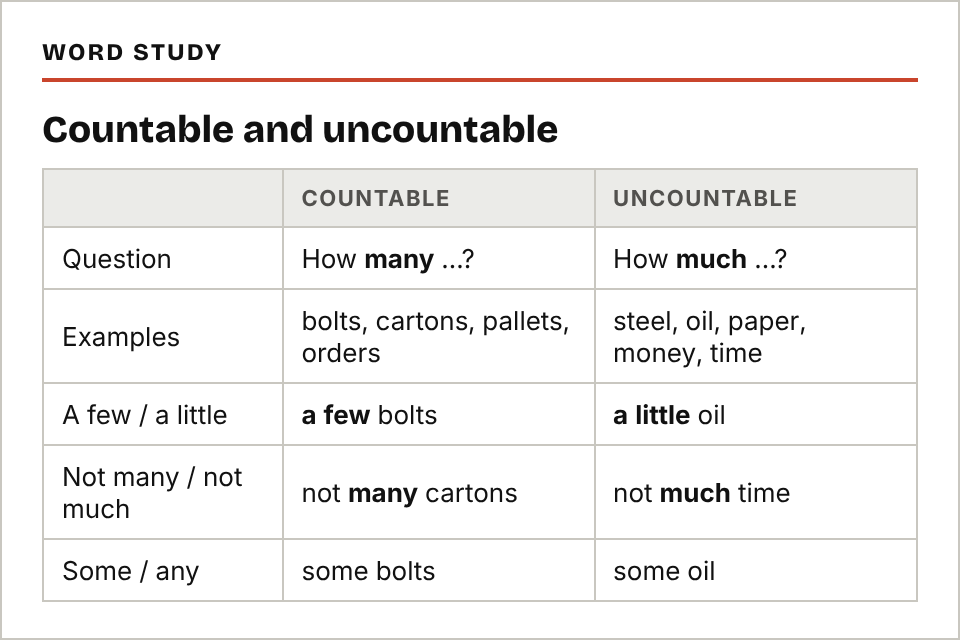 WORD STUDY
Countable and uncountable
COUNTABLE
UNCOUNTABLE
Question
How many ...?
How much ...?
Examples
bolts, cartons, pallets,
orders
steel, oil, paper,
money, time
A few / a little
a few bolts
a little oil
Not many / not
much
not many cartons
not much time
Some / any
some bolts
some oil